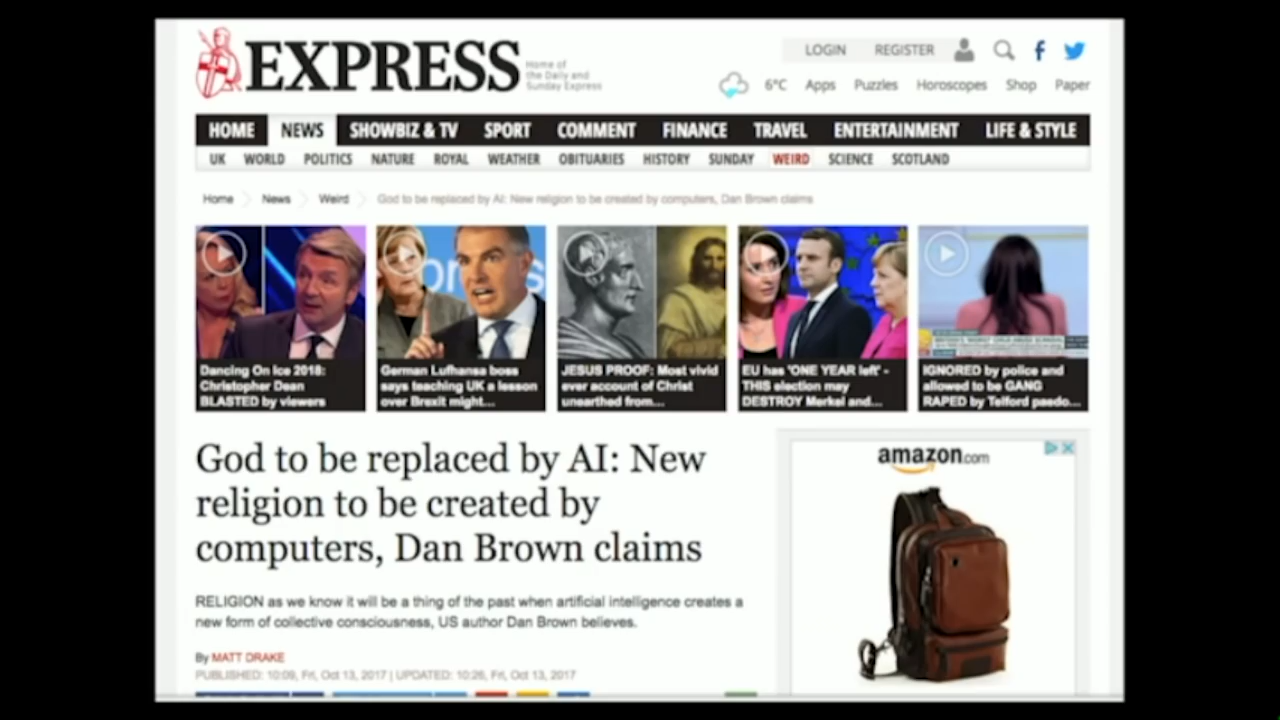 EXPRESS
Home of
the Daily and
Sunday Express
LOGIN REGISTER
6°C Apps Puzzles Horoscopes Shop Paper
HOME NEWS SHOWBIZ & TV SPORT COMMENT FINANCE TRAVEL ENTERTAINMENT LIFE & STYLE
UK WORLD POLITICS NATURE ROYAL WEATHER OBITUARIES HISTORY SUNDAY WEIRD SCIENCE SCOTLAND
Home News Weird God to be replaced by AI: New religion to be created by computers, Dan Brown claims
Dancing On Ice 2018:
Christopher Dean
BLASTED by viewers
German Lufhansa boss
says teaching UK a lesson
over Brexit might...
JESUS PROOF: Most vivid
ever account of Christ
unearthed from...
EU has 'ONE YEAR left' -
THIS election may
DESTROY Merkel and...
IGNORED by police and
allowed to be GANG
RAPED by Telford paedo...
God to be replaced by AI: New
religion to be created by
computers, Dan Brown claims
RELIGION as we know it will be a thing of the past when artificial intelligence creates a
new form of collective consciousness, US author Dan Brown believes.
By MATT DRAKE
PUBLISHED: 10:09, Fri, Oct 13, 2017 | UPDATED: 10:26, Fri, Oct 13, 2017
amazon.com